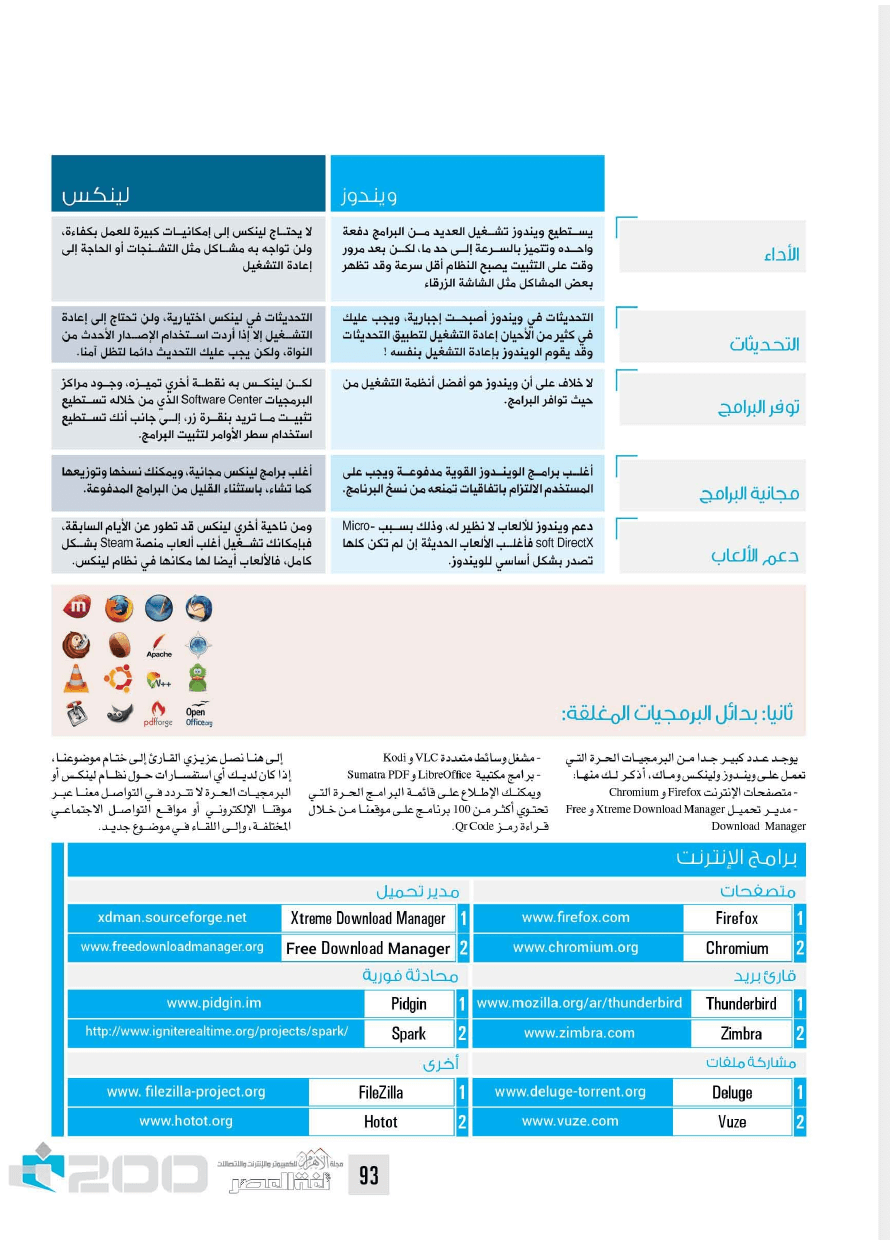 ويندوز
لينكس
الأداء
يستطيع ويندوز تشغيل العديد من البرامج دفعة
واحده وتتميز بالسرعة إلى حد ما، لكن بعد مرور
وقت على التثبيت يصبح النظام أقل سرعة وقد تظهر
بعض المشاكل مثل الشاشة الزرقاء
لا يحتاج لينكس إلى إمكانيات كبيرة للعمل بكفاءة،
ولن تواجه به مشاكل مثل التشنجات أو الحاجة إلى
إعادة التشغيل
التحديثات
التحديثات في ويندوز أصبحت إجبارية، ويجب عليك
في كثير من الأحيان إعادة التشغيل لتطبيق التحديثات
وقد يقوم الويندوز بإعادة التشغيل بنفسه !
التحديثات في لينكس اختيارية، ولن تحتاج إلى إعادة
التشغيل إلا إذا أردت استخدام الإصدار الأحدث من
النواة، ولكن يجب عليك التحديث دائما لتظل آمنا.
توفر البرامج
لا خلاف على أن ويندوز هو أفضل أنظمة التشغيل من
حيث توافر البرامج.
لكن لينكس به نقطة أخري تميزه، وجود مراكز
البرمجيات Software Center الذي من خلاله تستطيع
تثبيت ما تريد بنقرة زر، إلى جانب أنك تستطيع
استخدام سطر الأوامر لتثبيت البرامج.
مجانية البرامج
أغلب برامج الويندوز القوية مدفوعة ويجب على
المستخدم الالتزام باتفاقيات تمنعه من نسخ البرنامج.
أغلب برامج لينكس مجانية، ويمكنك نسخها وتوزيعها
كما تشاء، باستثناء القليل من البرامج المدفوعة.
دعم الألعاب
دعم ويندوز للألعاب لا نظير له، وذلك بسبب Micro-
soft DirectX فأغلب الألعاب الحديثة إن لم تكن كلها
تصدر بشكل أساسي للويندوز.
ومن ناحية أخري لينكس قد تطور عن الأيام السابقة،
فبإمكانك تشغيل أغلب ألعاب منصة Steam بشكل
كامل، فالألعاب أيضا لها مكانها في نظام لينكس.
Apache
pdfforge
Open
Office.org
ثانيا: بدائل البرمجيات المغلقة:
يوجد عدد كبير جدا من البرمجيات الحرة التي
تعمل على ويندوز ولينكس وماك، أذكر لك منها:
- متصفحات الإنترنت Firefox و Chromium
- مدير تحميل Xtreme Download Manager و Free
Download Manager
- مشغل وسائط متعددة VLC و Kodi
- برامج مكتبية LibreOffice و Sumatra PDF
ويمكنك الإطلاع على قائمة البرامج الحرة التي
تحتوي أكثر من 100 برنامج على موقعنا من خلال
قراءة رمز Qr Code.
إلى هنا نصل عزيزي القارئ إلى ختام موضوعنا،
إذا كان لديك أي استفسارات حول نظام لينكس أو
البرمجيات الحرة لا تتردد في التواصل معنا عبر
موقنا الإلكتروني أو مواقع التواصل الاجتماعي
المختلفة، وإلى اللقاء في موضوع جديد.
برامج الإنترنت
متصفحات
1 Firefox www.firefox.com
2 Chromium www.chromium.org
مدير تحميل
1 Xtreme Download Manager xdman.sourceforge.net
2 Free Download Manager www.freedownloadmanager.org
قارئ بريد
1 Thunderbird www.mozilla.org/ar/thunderbird
2 Zimbra www.zimbra.com
محادثة فورية
1 Pidgin www.pidgin.im
2 Spark http://www.igniterealtime.org/projects/spark/
مشاركة ملفات
1 Deluge www.deluge-torrent.org
2 Vuze www.vuze.com
أخرى
1 FileZilla www. filezilla-project.org
2 Hotot www.hotot.org
93
مجلة الأهرام للكمبيوتر والإنترنت والاتصالات
لغة العصر
200